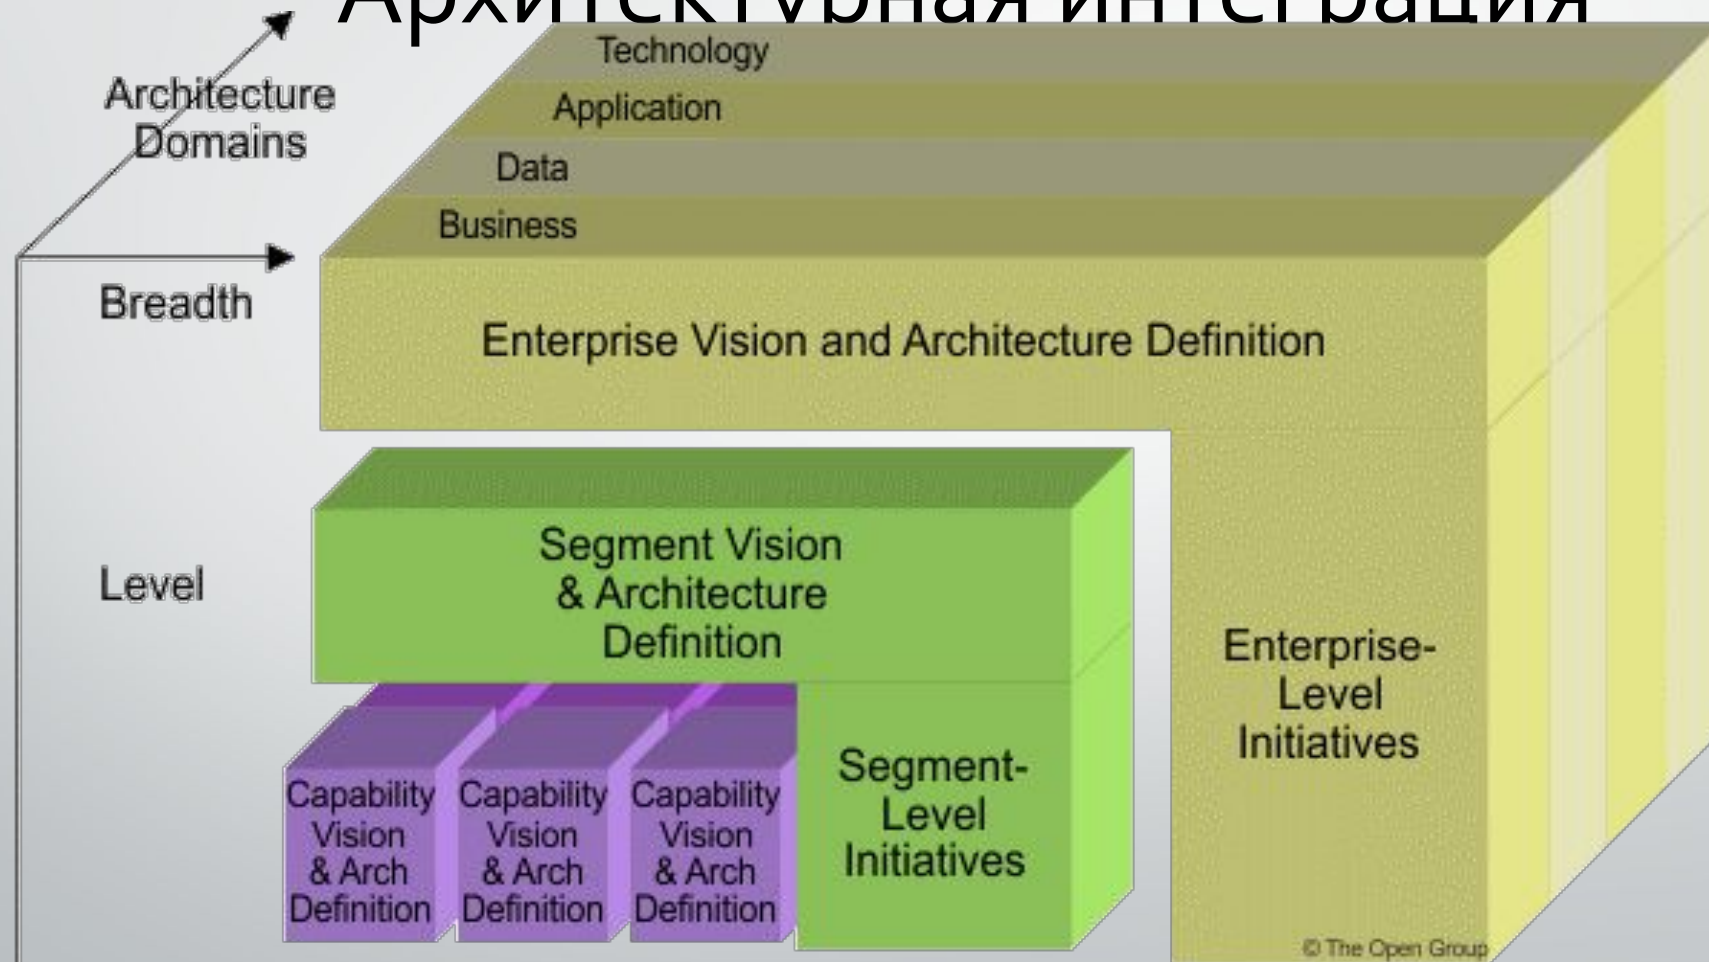 Архитектурная интеграция
Technology
Architecture
Domains
Application
Data
Business
Breadth
Enterprise Vision and Architecture Definition
Level
Segment Vision
& Architecture
Definition
Enterprise-
Level
Initiatives
Segment-
Level
Initiatives
Capability
Vision
& Arch
Definition
Capability
Vision
& Arch
Definition
Capability
Vision
& Arch
Definition
© The Open Group